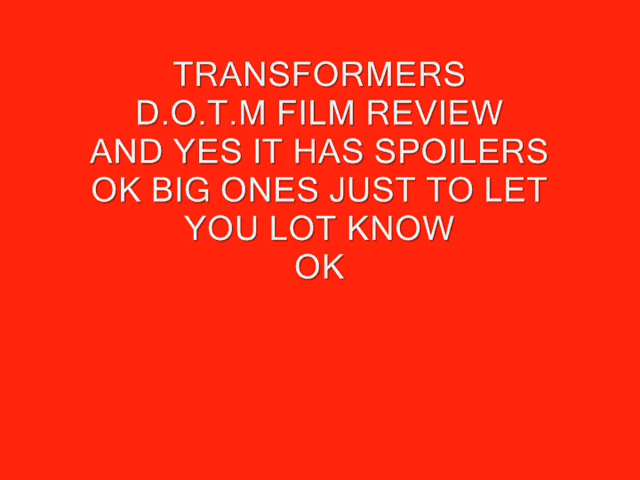 TRANSFORMERS
D.O.T.M FILM REVIEW
AND YES IT HAS SPOILERS
OK BIG ONES JUST TO LET
YOU LOT KNOW
OK